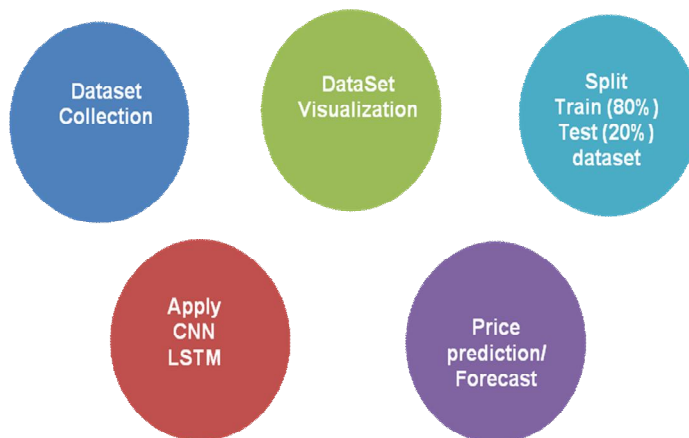 Dataset
Collection
DataSet
Visualization
Split
Train (80%)
Test (20%)
dataset
Apply
CNN
LSTM
Price
prediction/
Forecast